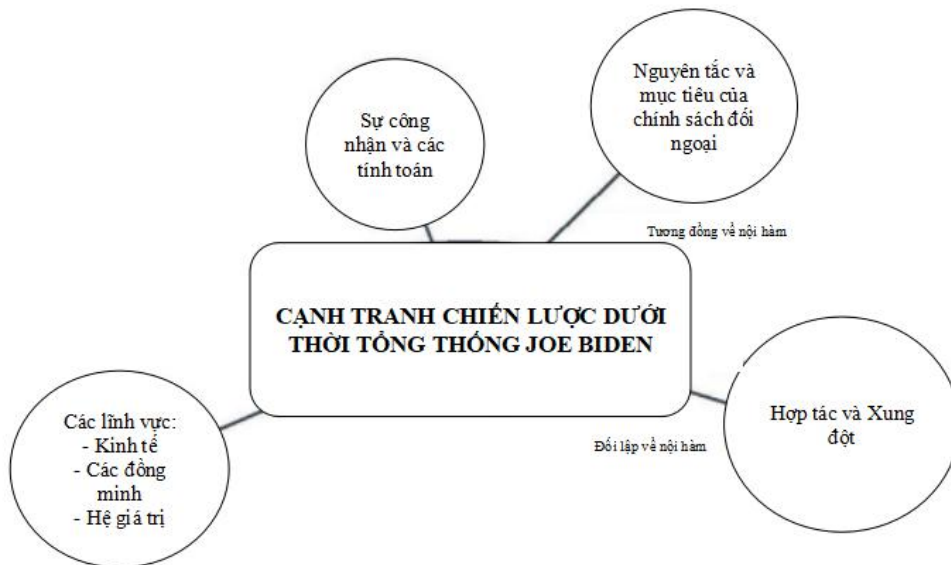 Nguyên tắc và
mục tiêu của
chính sách đối
ngoại
Sự công
nhận và các
tính toán
Tương đồng về nội hàm
CẠNH TRANH CHIẾN LƯỢC DƯỚI
THỜI TỔNG THỐNG JOE BIDEN
Các lĩnh vực:
- Kinh tế
- Các đồng
minh
- Hệ giá trị
Đối lập về nội hàm
Hợp tác và Xung
đột